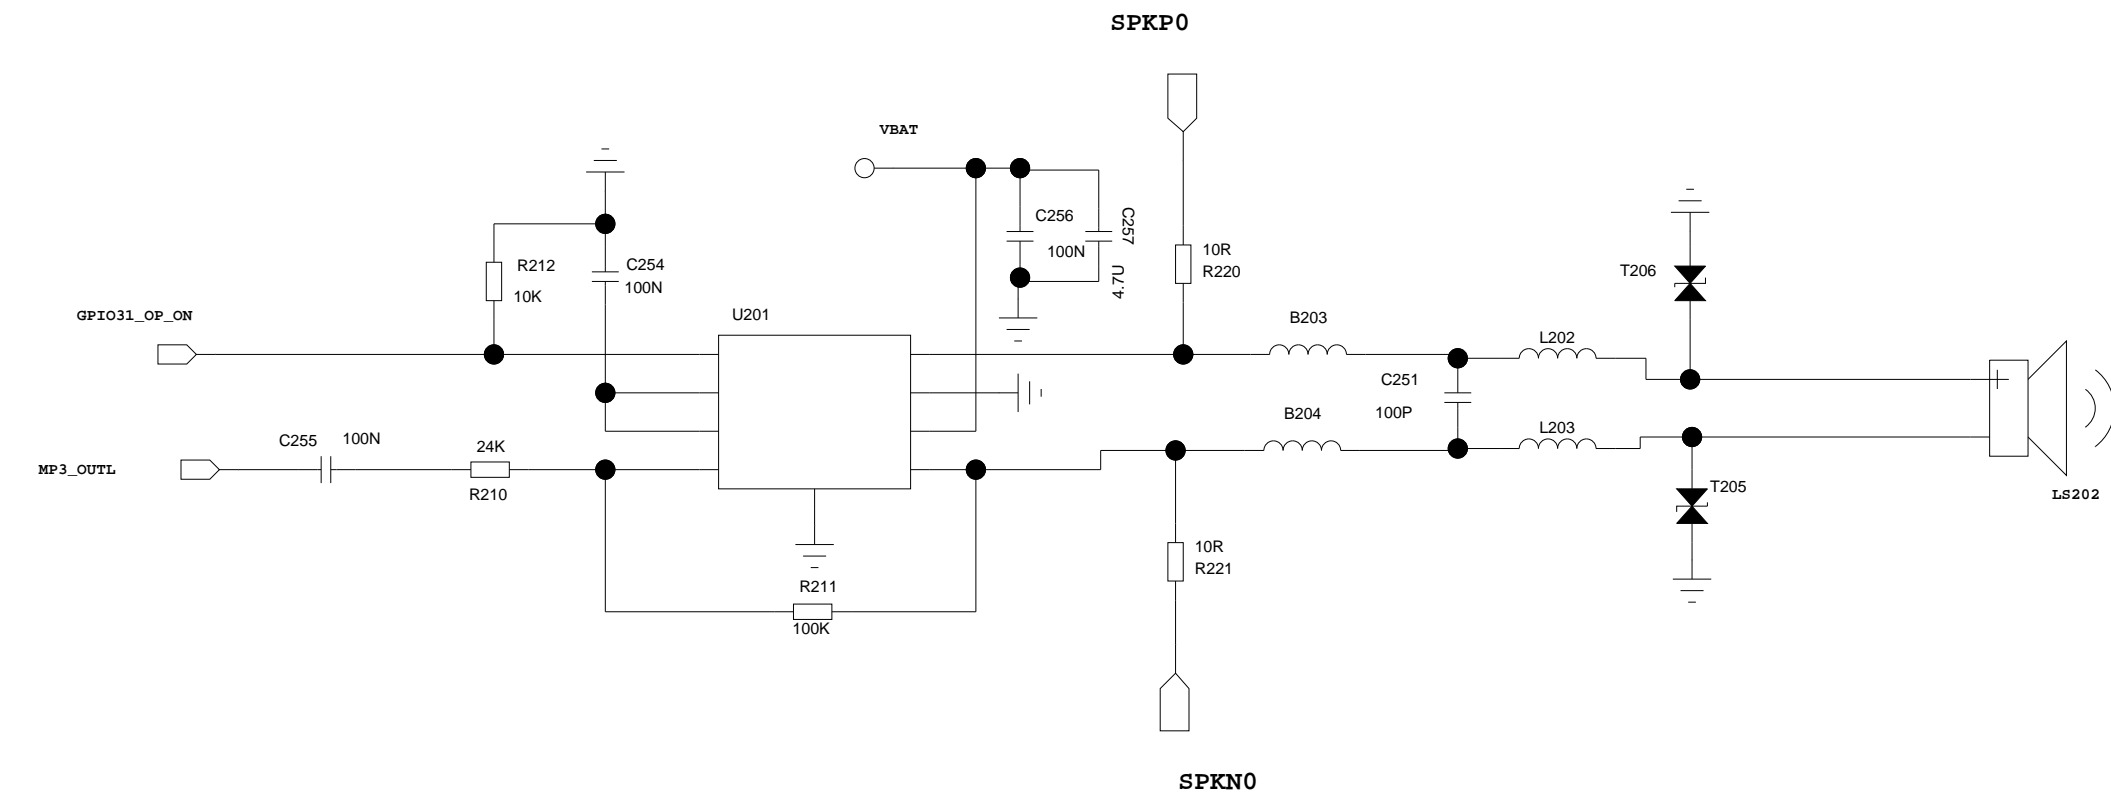 SPKP0
VBAT
C256
100N
C257
4.7U
R212
10K
C254
100N
10R
R220
T206
GPIO31_OP_ON
U201
B203
L202
C251
100P
B204
L203
C255
100N
24K
MP3_OUTL
R210
T205
LS202
10R
R221
R211
100K
SPKN0